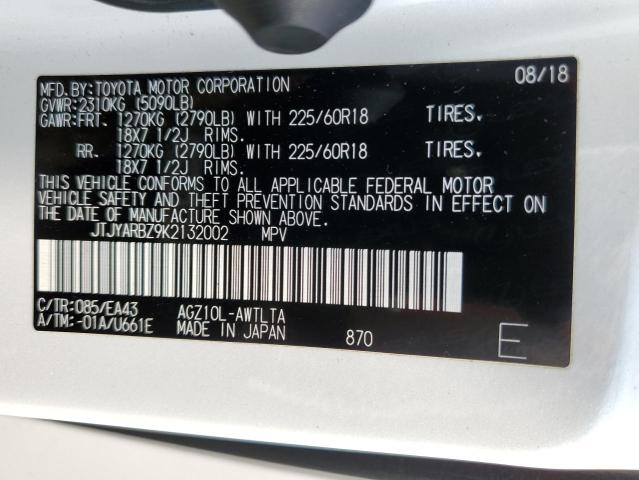 MFD.BY:TOYOTA MOTOR CORPORATION 08/18
GVWR:2310KG (5090LB)
GAWR:FRT. 1270KG (2790LB) WITH 225/60R18 TIRES.
18X7 1/2J RIMS.
RR. 1270KG (2790LB) WITH 225/60R18 TIRES.
18X7 1/2J RIMS.
THIS VEHICLE CONFORMS TO ALL APPLICABLE FEDERAL MOTOR
VEHICLE SAFETY AND THEFT PREVENTION STANDARDS IN EFFECT ON
THE DATE OF MANUFACTURE SHOWN ABOVE.
JTJYARBZ9K2132002 MPV
C/TR:085/EA43 AGZ10L-AWTLTA
A/TM:-01A/U661E MADE IN JAPAN 870
E